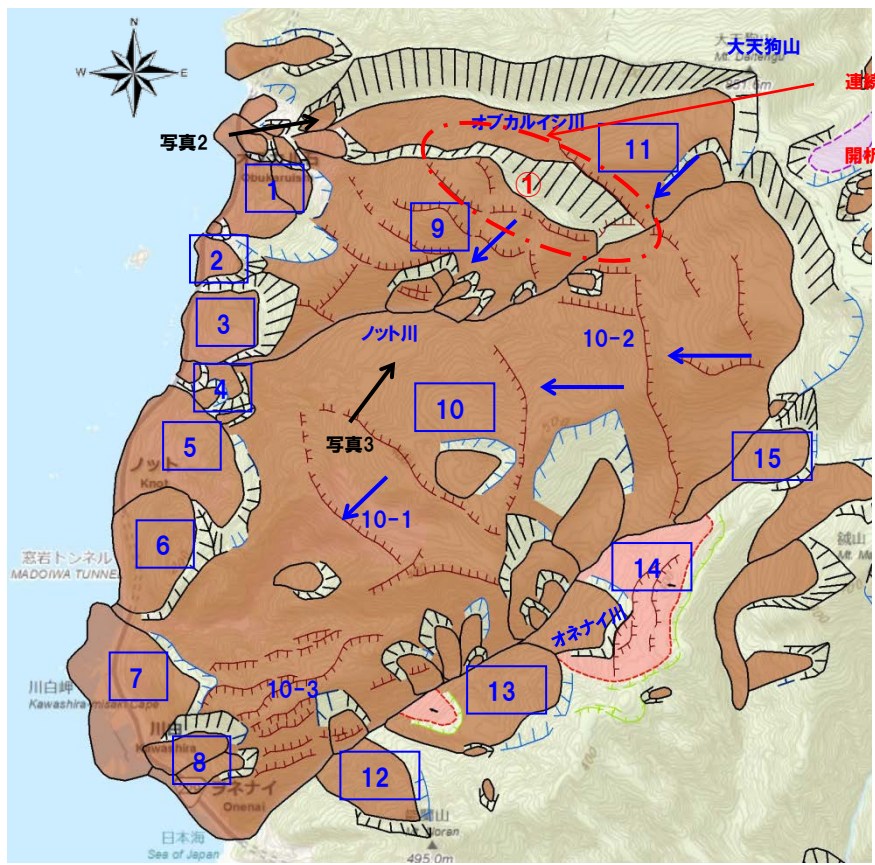 N
W
E
S
大天狗山
Mt. Daitengu
連続
開析
写真2
オブカルイシ川
Obukaruishi
11
①
1
9
2
3
ノット川
10-2
4
10
写真3
5
ノット
Knot
15
10-1
6
窓岩トンネル
MADOIWA TUNNEL
14
オネナイ川
7
13
10-3
川白岬
Kawashira-misaki Cape
川白
Kawashira
8
12
オネナイ
Onenai
日本海
Sea of Japan
495.0m